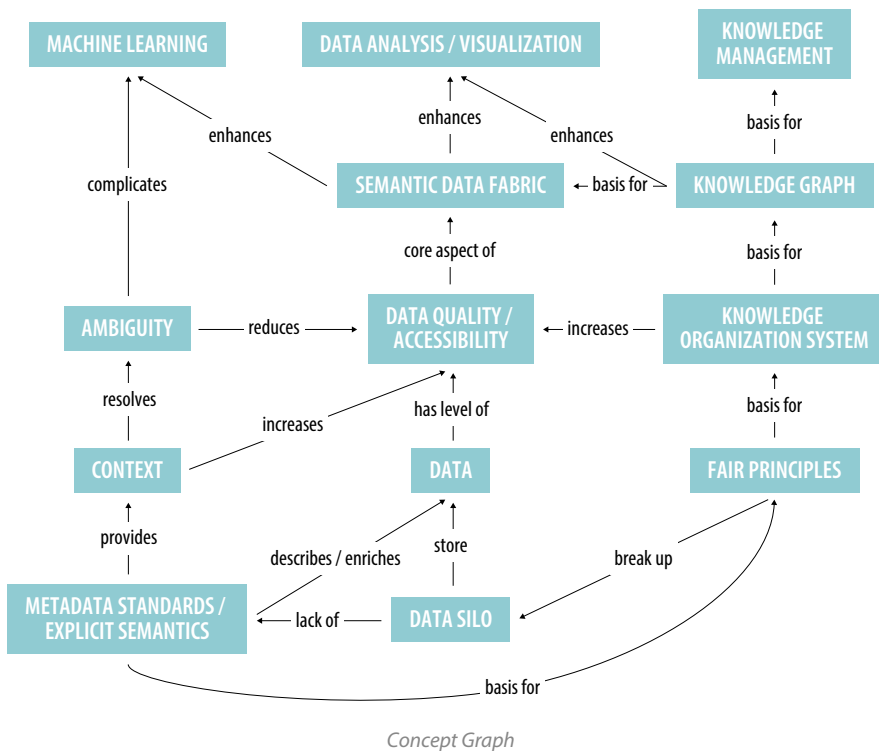 MACHINE LEARNING
DATA ANALYSIS / VISUALIZATION
KNOWLEDGE
MANAGEMENT
enhances
enhances
enhances
basis for
complicates
SEMANTIC DATA FABRIC
basis for
KNOWLEDGE GRAPH
core aspect of
basis for
AMBIGUITY
reduces
DATA QUALITY /
ACCESSIBILITY
increases
KNOWLEDGE
ORGANIZATION SYSTEM
resolves
increases
has level of
basis for
CONTEXT
DATA
FAIR PRINCIPLES
provides
describes / enriches
store
break up
METADATA STANDARDS /
EXPLICIT SEMANTICS
lack of
DATA SILO
basis for
Concept Graph